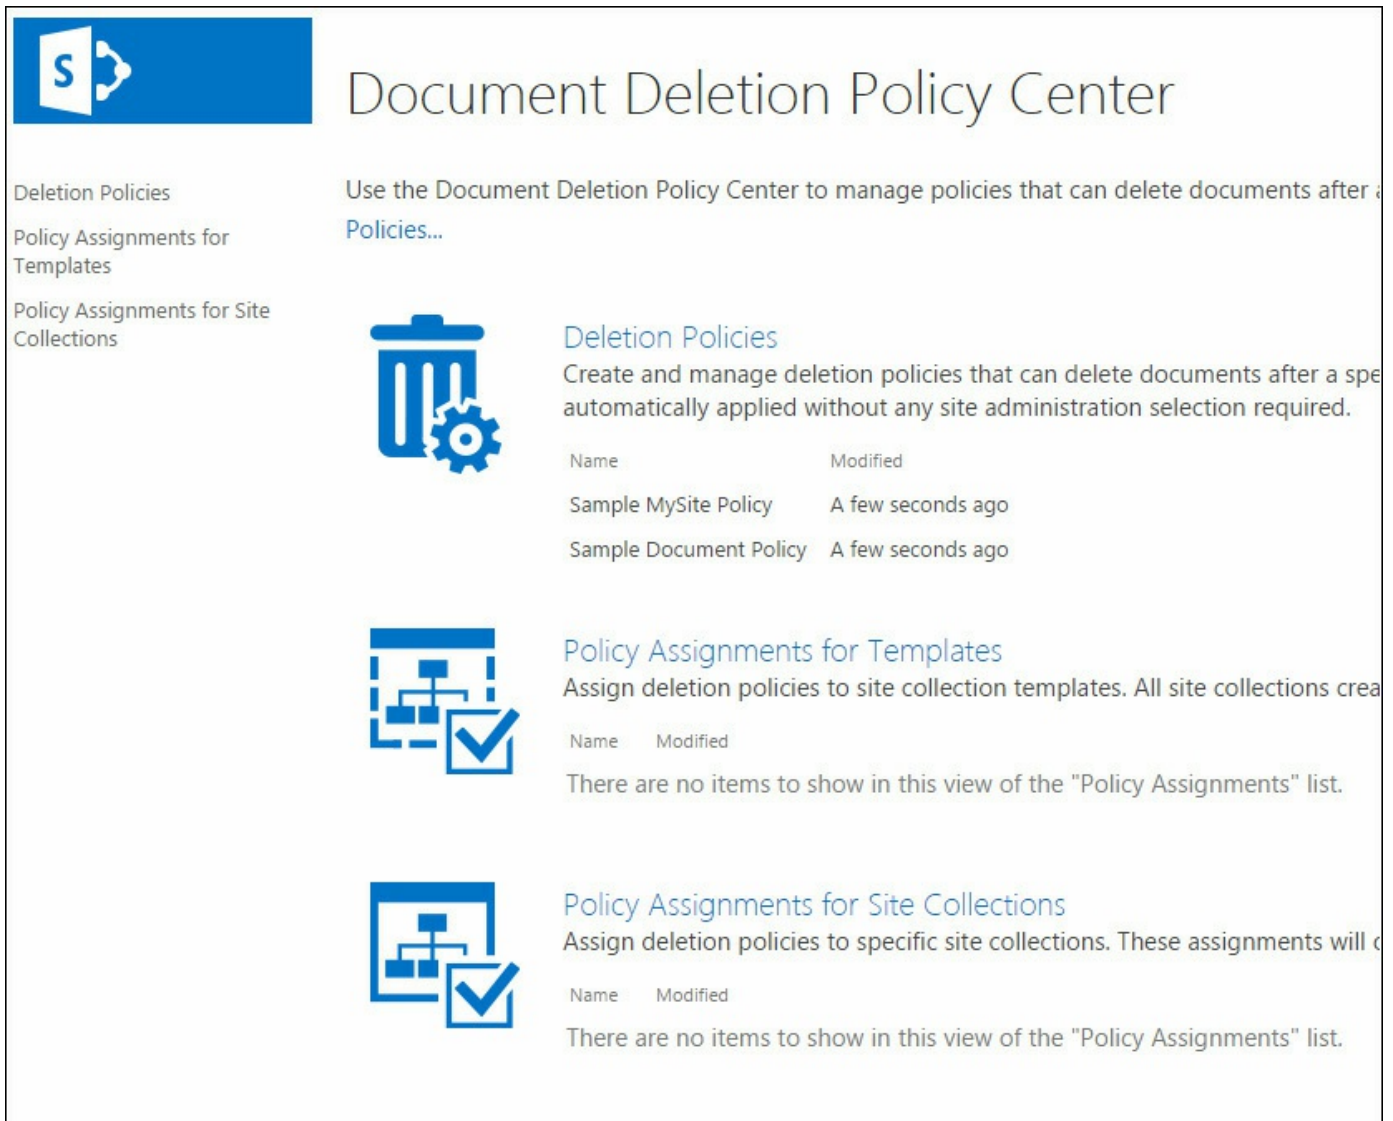 S
Document Deletion Policy Center
Deletion Policies
Policy Assignments for
Templates
Policy Assignments for Site
Collections
Use the Document Deletion Policy Center to manage policies that can delete documents after
Policies...
Deletion Policies
Create and manage deletion policies that can delete documents after a spe
automatically applied without any site administration selection required.
Name Modified
Sample MySite Policy A few seconds ago
Sample Document Policy A few seconds ago
Policy Assignments for Templates
Assign deletion policies to site collection templates. All site collections crea
Name Modified
There are no items to show in this view of the "Policy Assignments" list.
Policy Assignments for Site Collections
Assign deletion policies to specific site collections. These assignments will
Name Modified
There are no items to show in this view of the "Policy Assignments" list.